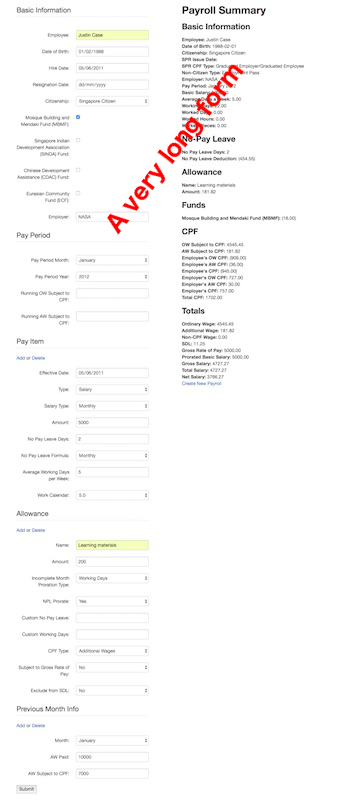 Basic Information
Employee: Justin Case
Date of Birth: 01/02/1988
Hire Date: 05/06/2011
Resignation Date: dd/mm/yyyy
Citizenship: Singapore Citizen
Mosque Building and
Mendaki Fund (MBMF):
Singapore Indian
Development Association
(SINDA) Fund:
Chinese Development
Assistance (CDAC) Fund:
Eurasian Community
Fund (ECF):
Employer: NASA
Pay Period
Pay Period Month: January
Pay Period Year: 2012
Running OW Subject to
CPF:
Running AW Subject to
CPF:
Pay Item
Add or Delete
Effective Date: 05/06/2011
Type: Salary
Salary Type: Monthly
Amount: 5000
No Pay Leave Days: 2
No Pay Leave Formula: Monthly
Average Working Days
per Week: 5
Work Calendar: 5.0
Allowance
Add or Delete
Name: Learning materials
Amount: 200
Incomplete Month
Proration Type: Working Days
NPL Prorate: Yes
Custom No Pay Leave:
Custom Working Days:
CPF Type: Additional Wages
Subject to Gross Rate of
Pay: No
Exclude from SDL: No
Previous Month Info
Add or Delete
Month: January
AW Paid: 10000
AW Subject to CPF: 7000
Submit
A very long form
Payroll Summary
Basic Information
Employee: Justin Case
Date of Birth: 1988-02-01
Citizenship: Singapore Citizen
SPR Issue Date:
SPR CPF Type: Graduated Employer/Graduated Employee
Non-Citizen Type: Employment Pass
Employer: NASA
Pay Period: January 2012
Basic Salary:
5.00
Worked
Worked Hours: 0.00
0.00
No-Pay Leave
No Pay Leave Days: 2
No Pay Leave Deduction: (454.55)
Allowance
Name: Learning materials
Amount: 181.82
Funds
Mosque Building and Mendaki Fund (MBMF): (16.00)
CPF
OW Subject to CPF: 4545.45
AW Subject to CPF: 181.82
Employee's OW CPF: (909.00)
Employee's AW CPF: (36.00)
Employee's CPF: (945.00)
Employer's OW CPF: 727.00
Employer's AW CPF: 30.00
Employer's CPF: 757.00
Total CPF: 1702.00
Totals
Ordinary Wage: 4545.45
Additional Wage: 181.82
Non-CPF Wage: 0.00
SDL: 11.25
Gross Rate of Pay: 5000.00
Prorated Basic Salary: 5000.00
Gross Salary: 4727.27
Total Salary: 4727.27
Net Salary: 3766.27
Create New Payroll